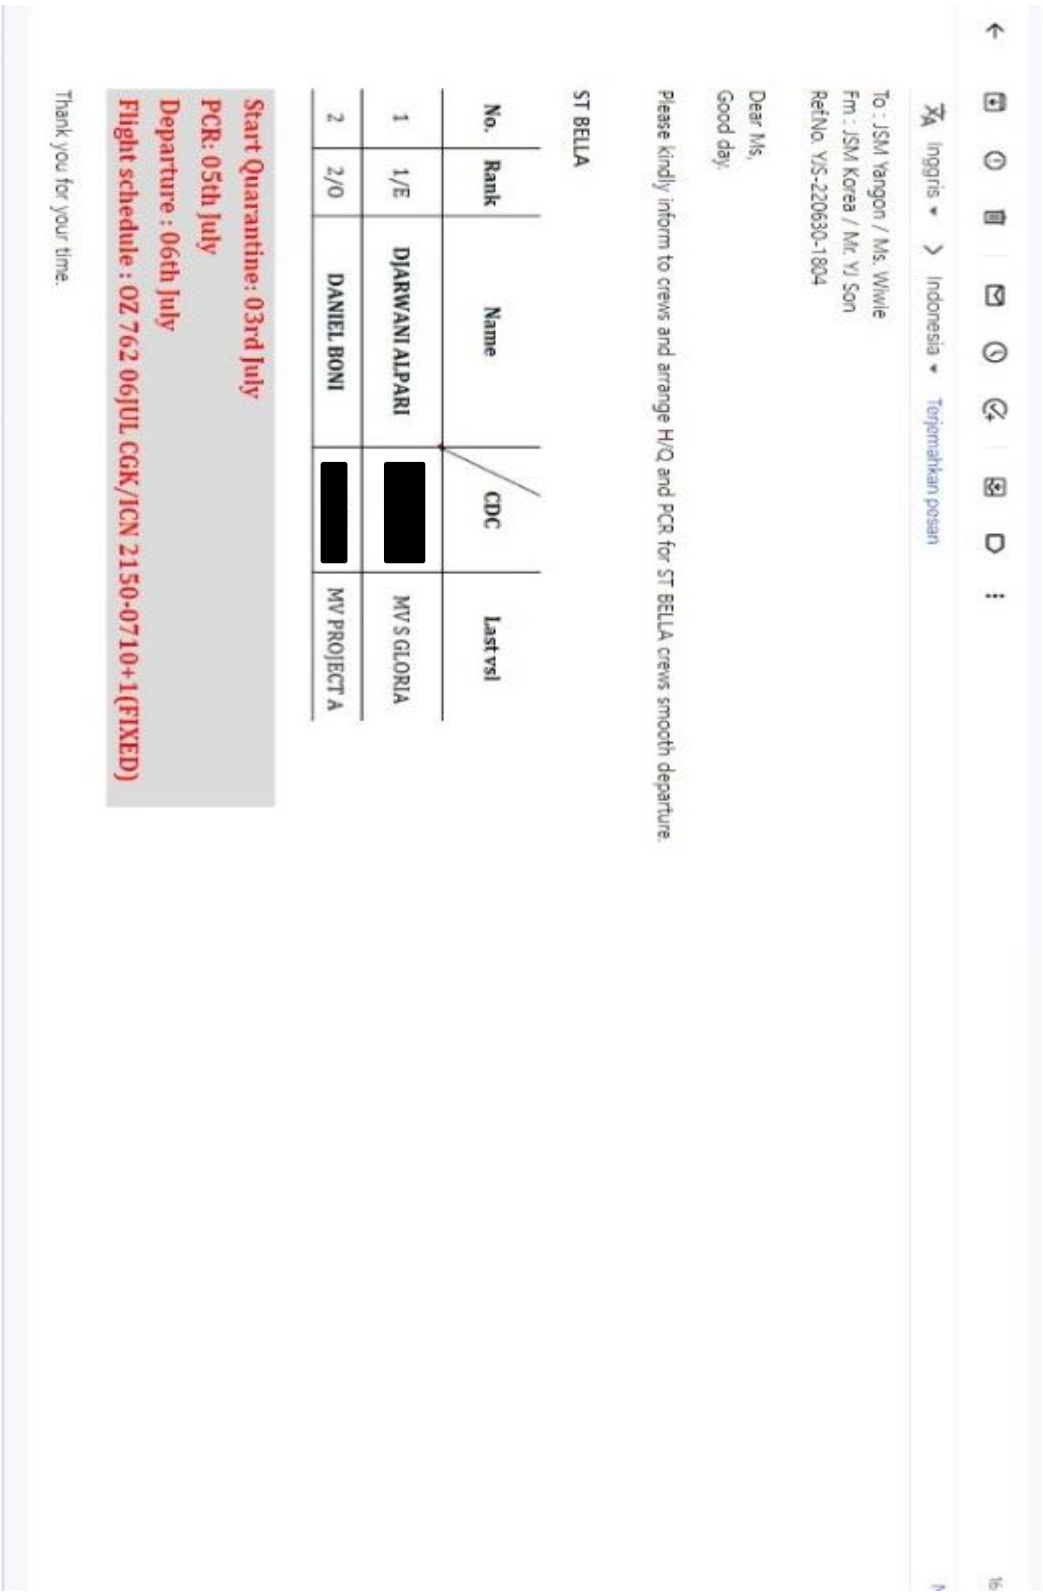 16
Inggris Indonesia Terjemahkan pesan
To : JSM Yangon / Ms. Wiwie
Fm : JSM Korea / Mr. YJ Son
Ref.No. YJS-220630-1804
Dear Ms,
Good day.
Please kindly inform to crews and arrange H/Q and PCR for ST BELLA crews smooth departure.
ST BELLA
No. Rank Name CDC Last vsl
1 1/E DJARWANI ALPARI MV S GLORIA
2 2/O DANIEL BONI MV PROJECT A
Start Quarantine: 03rd July
PCR: 05th July
Departure : 06th July
Flight schedule : OZ 762 06JUL CGK/ICN 2150-0710+1(FIXED)
Thank you for your time.